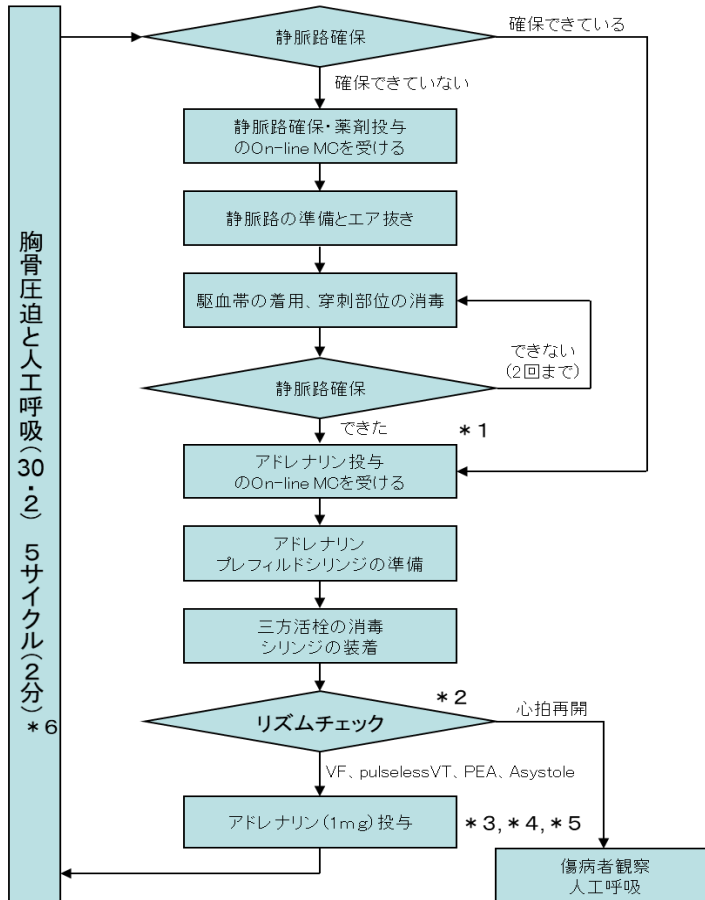 静脈路確保
確保できている
確保できていない
静脈路確保・薬剤投与
のOn-line MCを受ける
静脈路の準備とエア抜き
駆血帯の着用、穿刺部位の消毒
できない
(2回まで)
静脈路確保
できた
*1
アドレナリン投与
のOn-line MCを受ける
アドレナリン
プレフィルドシリンジの準備
三方活栓の消毒
シリンジの装着
*2
リズムチェック
心拍再開
VF、pulselessVT、PEA、Asystole
アドレナリン(1mg)投与
*3, *4, *5
傷病者観察
人工呼吸
胸骨圧迫と人工呼吸(30・2) 5サイクル(2分)
*6